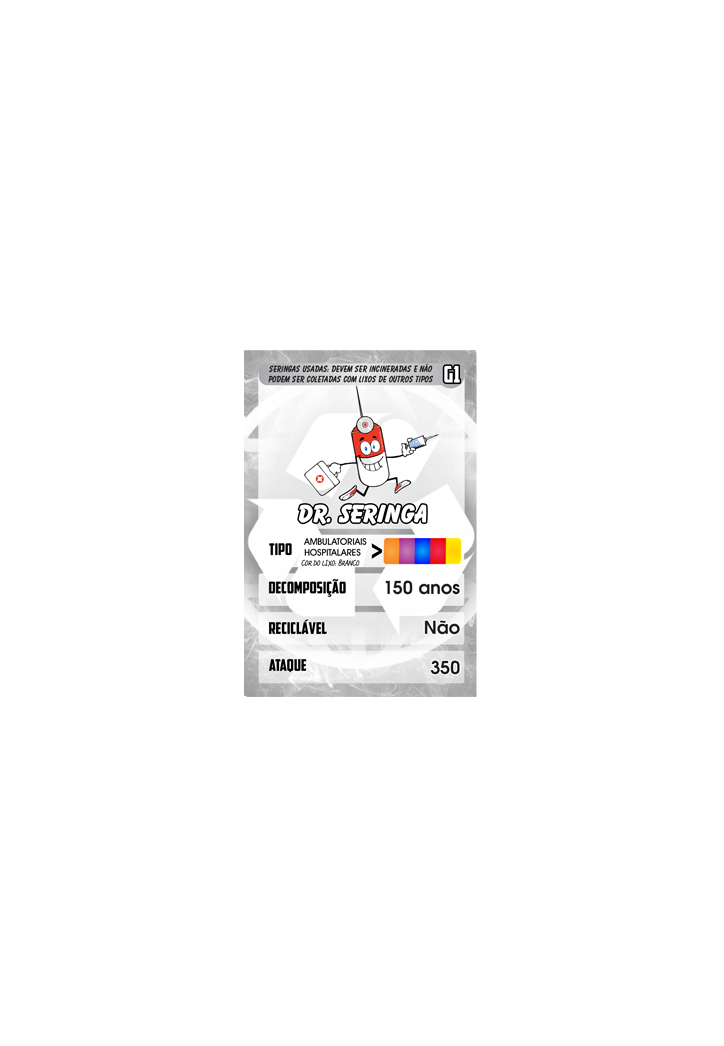 SERINGAS USADAS: DEVEM SER INCINERADAS E NÃO
PODEM SER COLETADAS COM LIXOS DE OUTROS TIPOS
G1
DR. SERINGA
TIPO
AMBULATORIAIS
HOSPITALARES
>
COR DO LIXO: BRANCO
DECOMPOSIÇÃO
150 anos
RECICLÁVEL
Não
ATAQUE
350